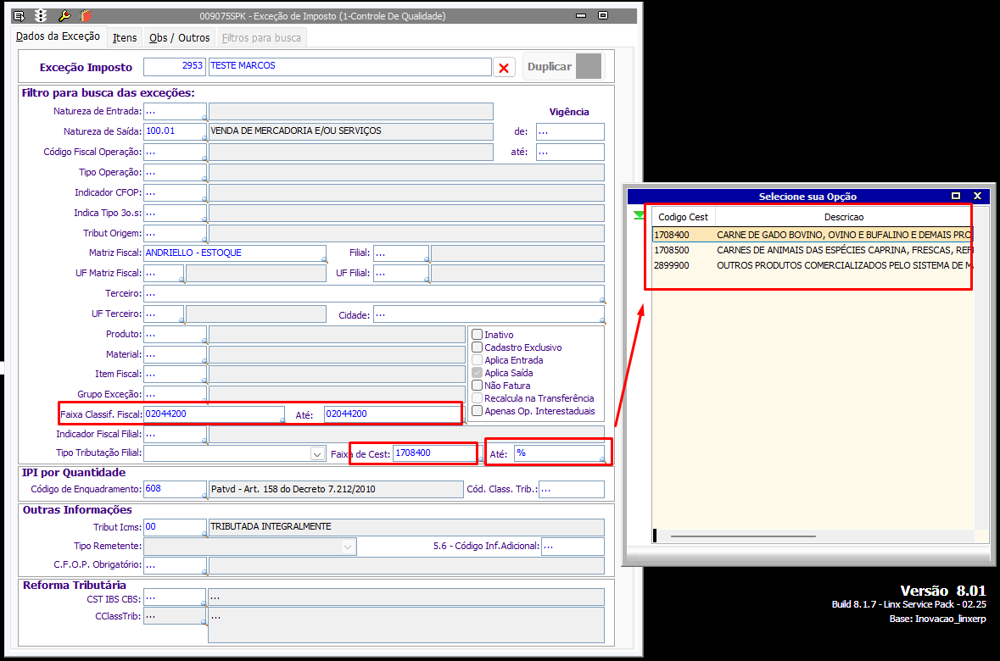 009075SPK - Exceção de Imposto (1-Controle De Qualidade)
Dados da Exceção Itens Obs / Outros Filtros para busca
Exceção Imposto 2953 TESTE MARCOS Duplicar
Filtro para busca das exceções:
Natureza de Entrada: ... Vigência
Natureza de Saída: 100.01 VENDA DE MERCADORIA E/OU SERVIÇOS de: ...
Código Fiscal Operação: ... até: ...
Tipo Operação: ...
Indicador CFOP: ...
Indica Tipo 3o.s: ...
Tribut Origem: ...
Matriz Fiscal: ANDRIELLO - ESTOQUE Filial: ...
UF Matriz Fiscal: ... UF Filial: ...
Terceiro: ...
UF Terceiro: ... Cidade: ...
Produto: ... Inativo
Cadastro Exclusivo
Material: ... Aplica Entrada
Item Fiscal: ... Aplica Saída
Não Fatura
Grupo Exceção: ... Recalcula na Transferência
Faixa Classif. Fiscal: 02044200 Até: 02044200 Apenas Op. Interestaduais
Indicador Fiscal Filial: ...
Tipo Tributação Filial: Faixa de Cest: 1708400 Até: %
IPI por Quantidade
Código de Enquadramento: 608 Patvd - Art. 158 do Decreto 7.212/2010 Cód. Class. Trib.: ...
Outras Informações
Tribut Icms: 00 TRIBUTADA INTEGRALMENTE
Tipo Remetente: 5.6 - Código Inf.Adicional: ...
C.F.O.P. Obrigatório: ...
Reforma Tributária
CST IBS CBS: ... ...
CClassTrib: ... ...
Selecione sua Opção
Codigo Cest Descricao
1708400 CARNE DE GADO BOVINO, OVINO E BUFALINO E DEMAIS PRO
1708500 CARNES DE ANIMAIS DAS ESPÉCIES CAPRINA, FRESCAS, REF
2899900 OUTROS PRODUTOS COMERCIALIZADOS PELO SISTEMA DE M
Versão 8.01
Build 8.1.7 - Linx Service Pack - 02.25
Base: Inovacao_linxerp